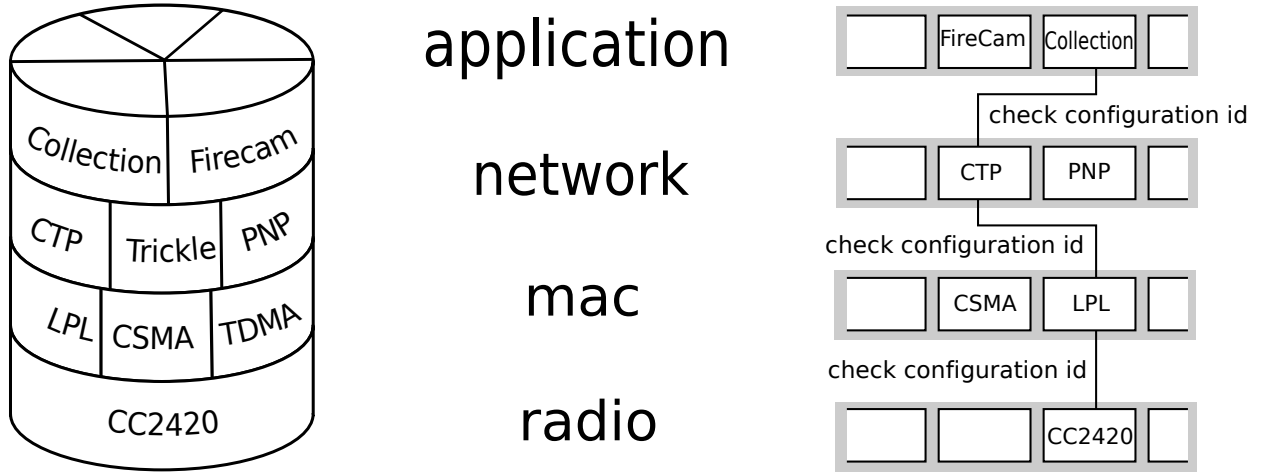 Collection
Firecam
CTP
Trickle
PNP
LPL
CSMA
TDMA
CC2420
application
network
mac
radio
FireCam
Collection
check configuration id
CTP
PNP
check configuration id
CSMA
LPL
check configuration id
CC2420